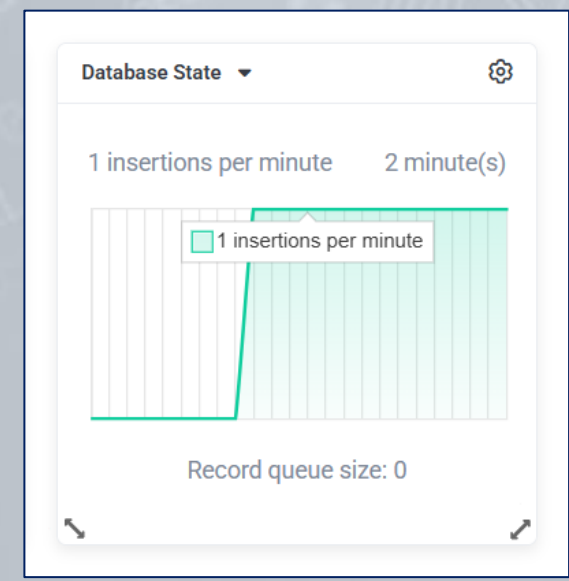 Database State
1 insertions per minute 2 minute(s)
1 insertions per minute
Record queue size: 0